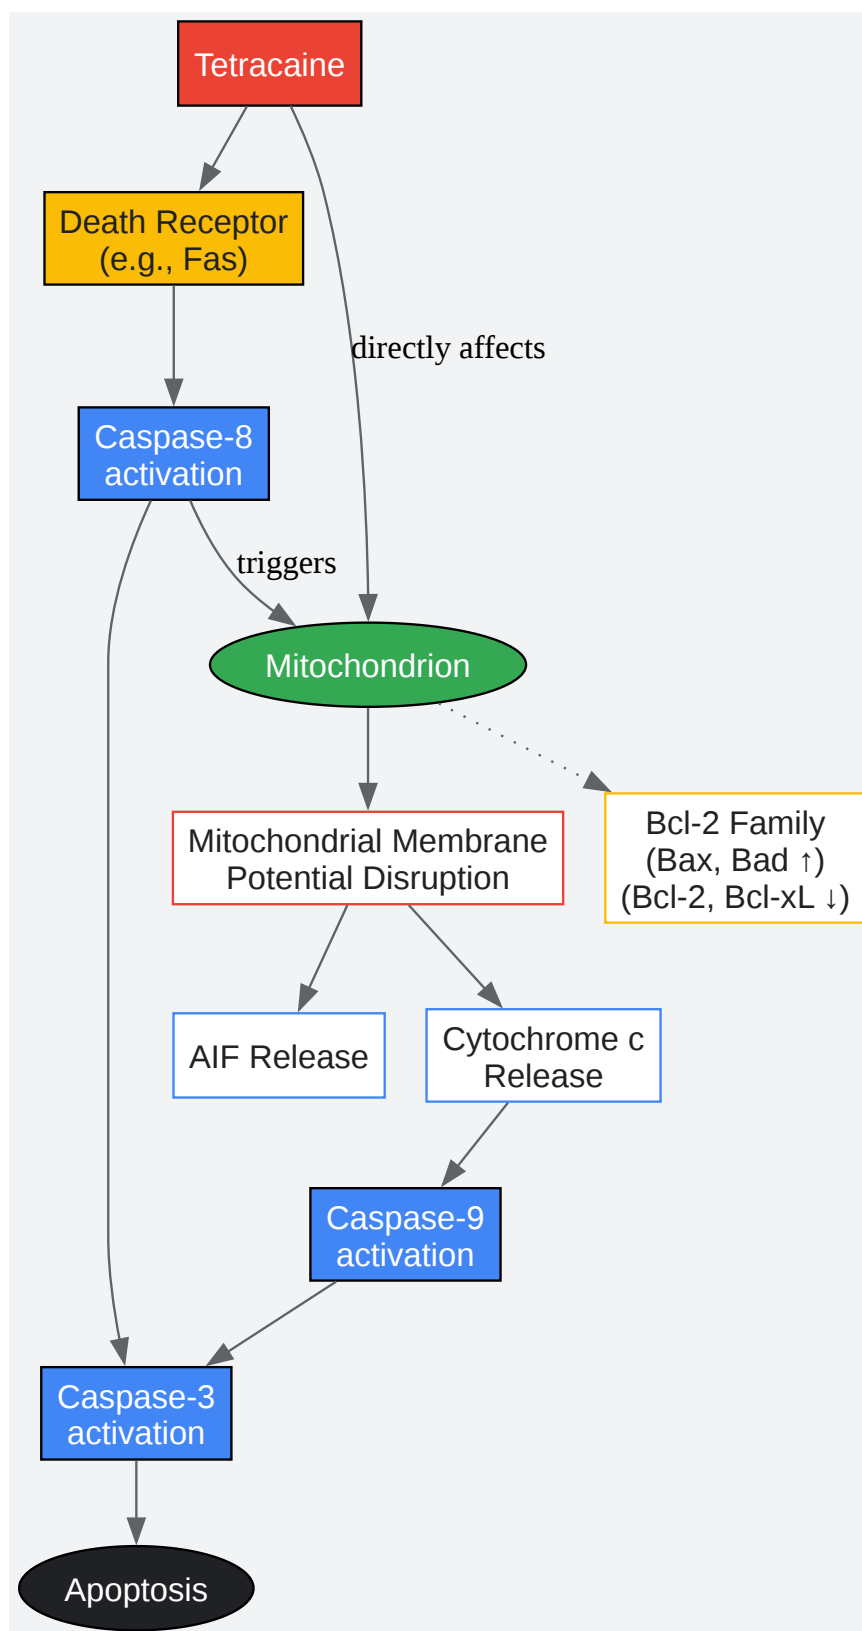 Tetracaine
Death Receptor
(e.g., Fas)
directly affects
Caspase-8
activation
triggers
Mitochondrion
Mitochondrial Membrane
Potential Disruption
Bcl-2 Family
(Bax, Bad ↑)
(Bcl-2, Bcl-xL ↓)
AIF Release
Cytochrome c
Release
Caspase-9
activation
Caspase-3
activation
Apoptosis